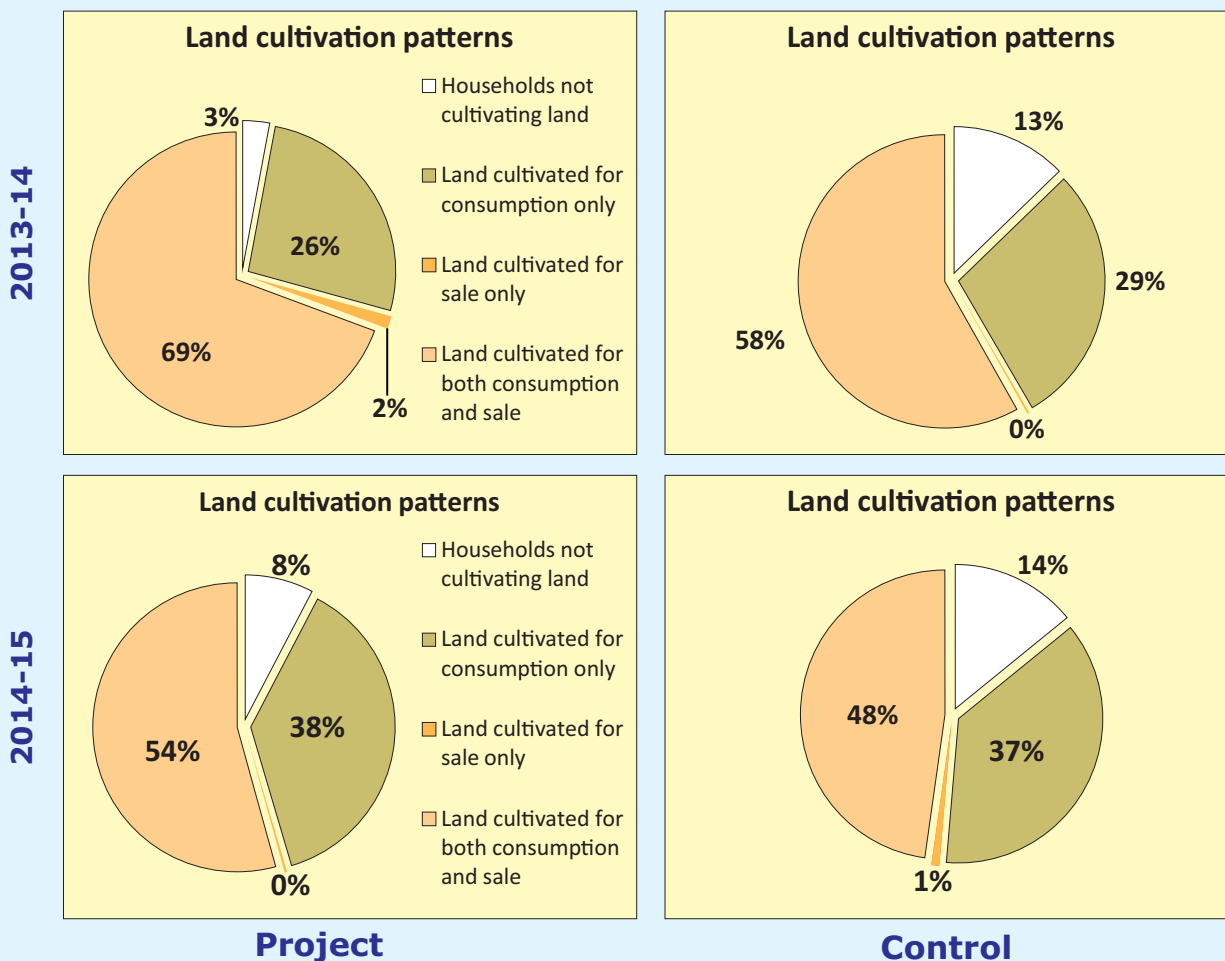 2013-14
Land cultivation patterns
3%
26%
69%
2%
Households not
cultivating land
Land cultivated for
consumption only
Land cultivated for
sale only
Land cultivated for
both consumption
and sale
Land cultivation patterns
13%
29%
58%
0%
2014-15
Land cultivation patterns
8%
38%
54%
0%
Households not
cultivating land
Land cultivated for
consumption only
Land cultivated for
sale only
Land cultivated for
both consumption
and sale
Land cultivation patterns
14%
48%
37%
1%
Project
Control